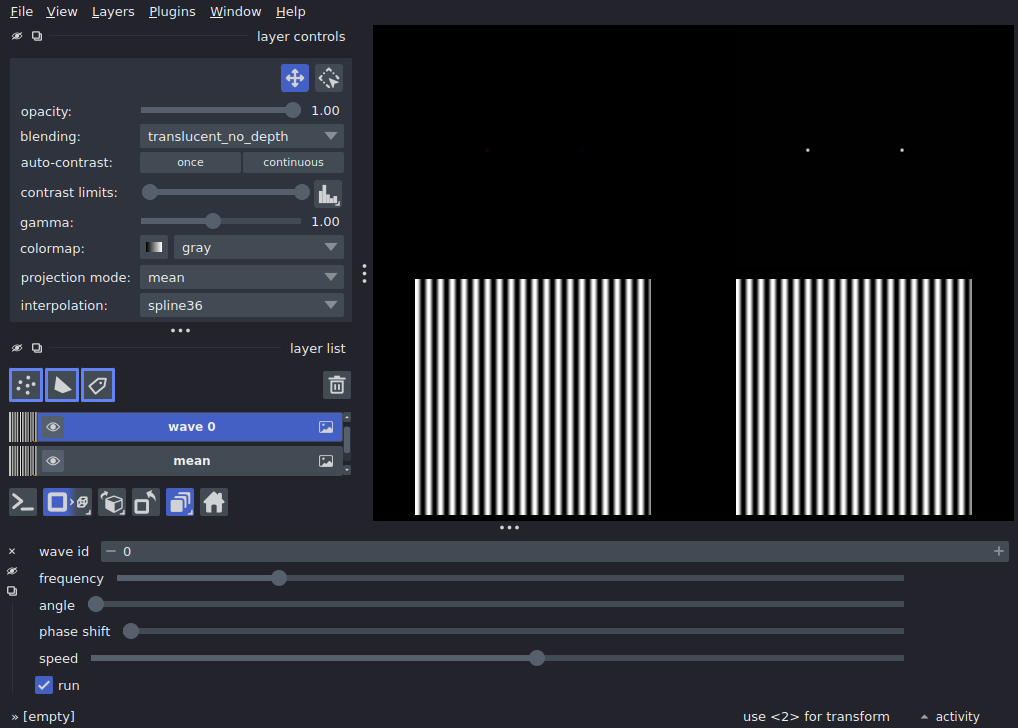 File View Layers Plugins Window Help
layer controls
opacity: 1.00
blending: translucent_no_depth
auto-contrast: once continuous
contrast limits:
gamma: 1.00
colormap: gray
projection mode: mean
interpolation: spline36
layer list
wave 0
mean
wave id 0
frequency
angle
phase shift
speed
run
» [empty] use <2> for transform activity